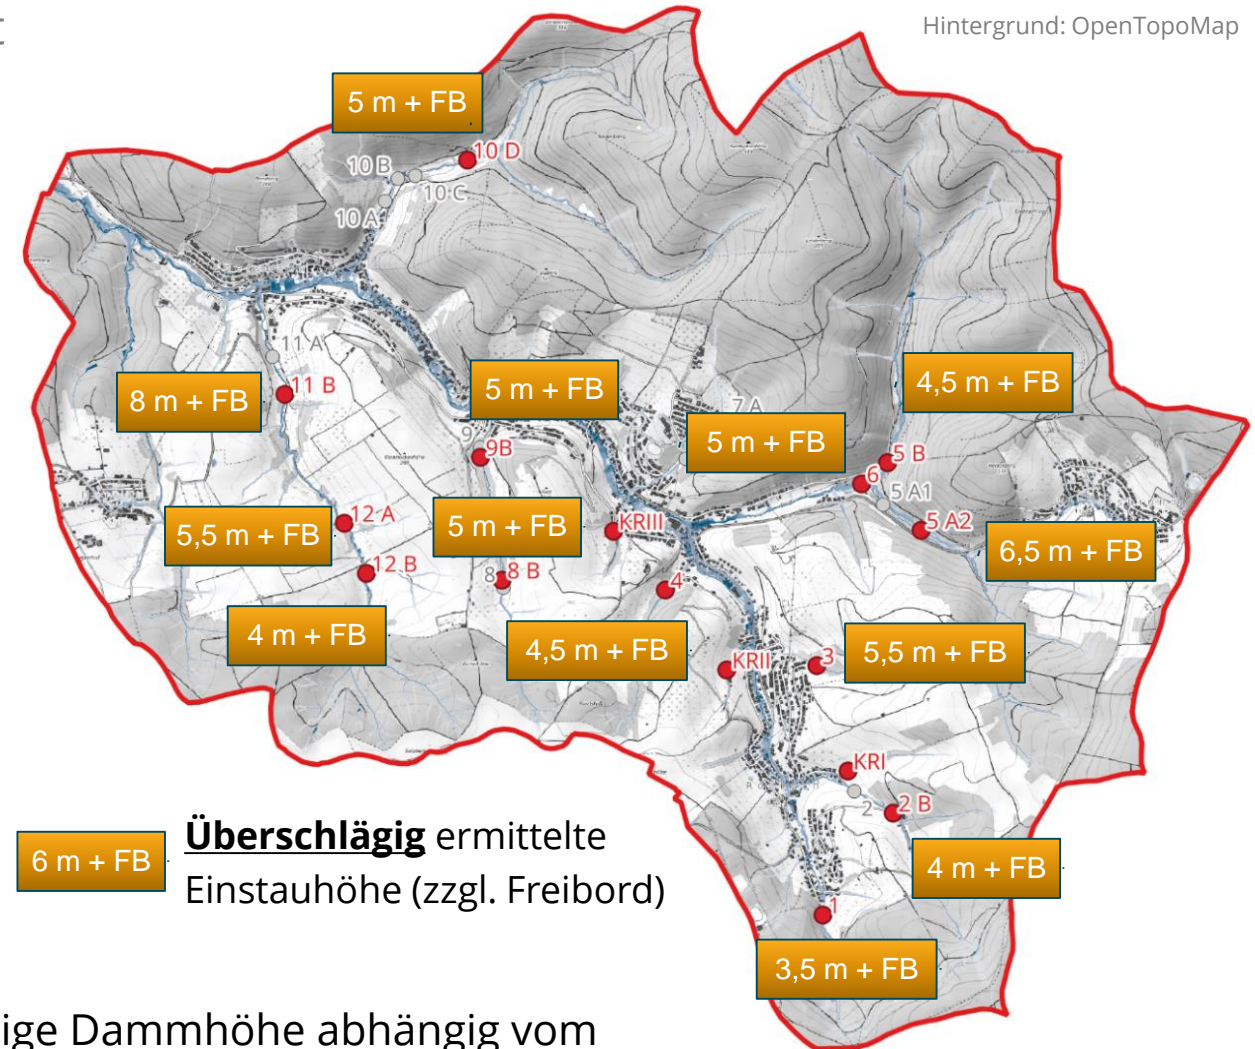 Hintergrund: OpenTopoMap
5 m + FB
10 D
10 B
10 C
10 A
11 A
11 B
8 m + FB
5 m + FB
7 A
4,5 m + FB
5 m + FB
9
9B
5 B
6
5 A1
5 A2
12 A
5,5 m + FB
5 m + FB
KRIII
6,5 m + FB
12 B
8
8 B
4
4 m + FB
4,5 m + FB
KRII
3
5,5 m + FB
KRI
2
2 B
6 m + FB
Überschlägig ermittelte
Einstauhöhe (zzgl. Freibord)
4 m + FB
1
3,5 m + FB
ige Dammhöhe abhängig vom